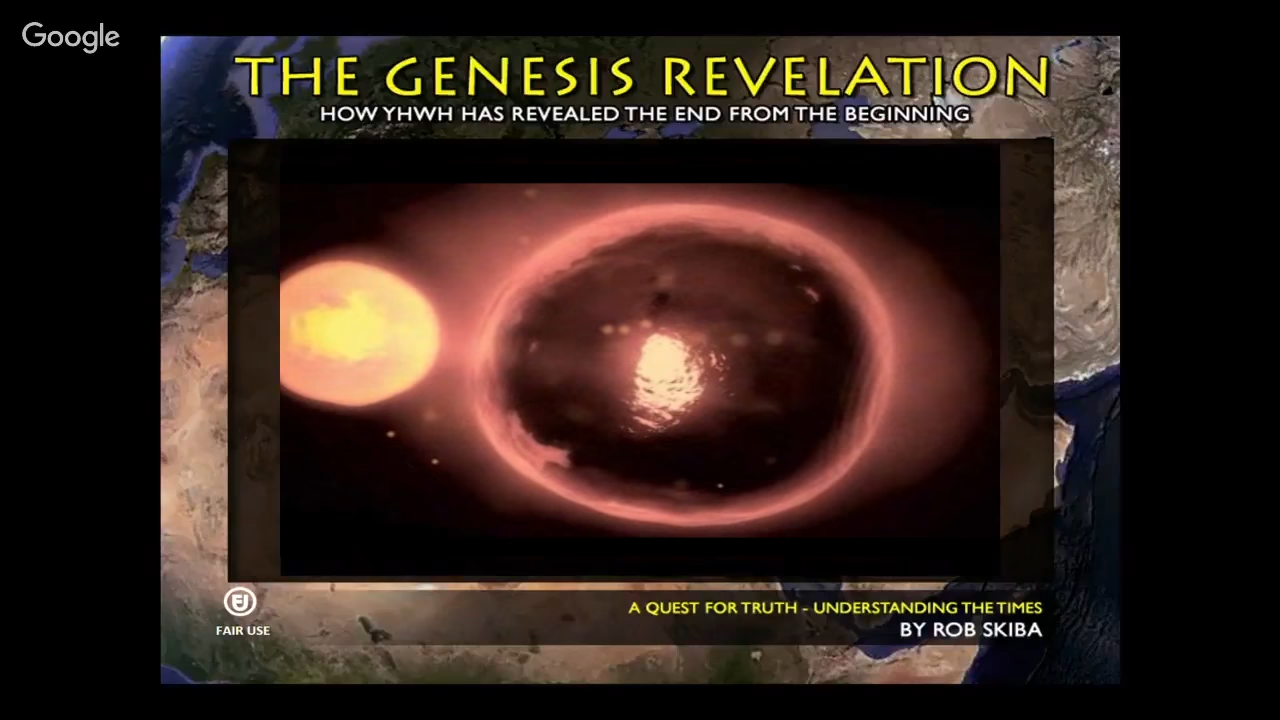 Google
THE GENESIS REVELATION
HOW YHWH HAS REVEALED THE END FROM THE BEGINNING
FU
FAIR USE
A QUEST FOR TRUTH - UNDERSTANDING THE TIMES
BY ROB SKIBA